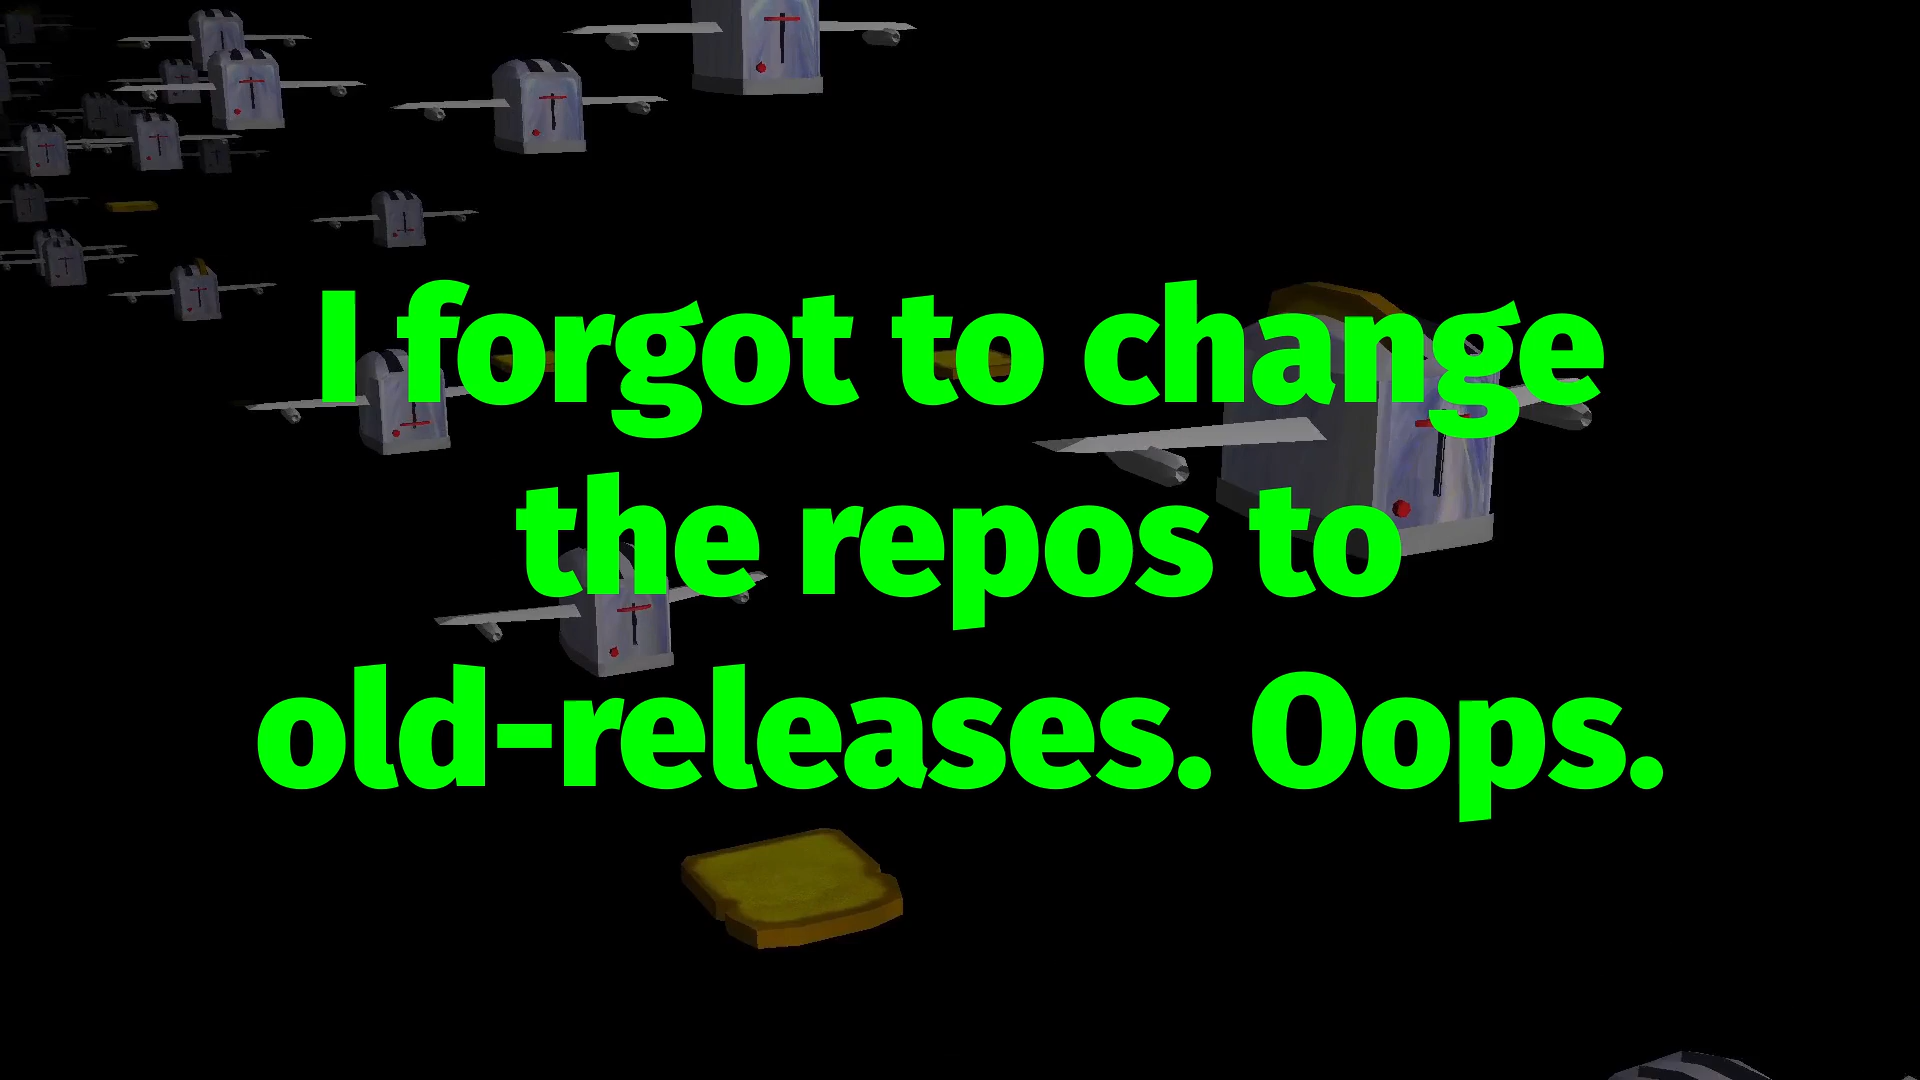 I forgot to change
the repos to
old-releases. Oops.